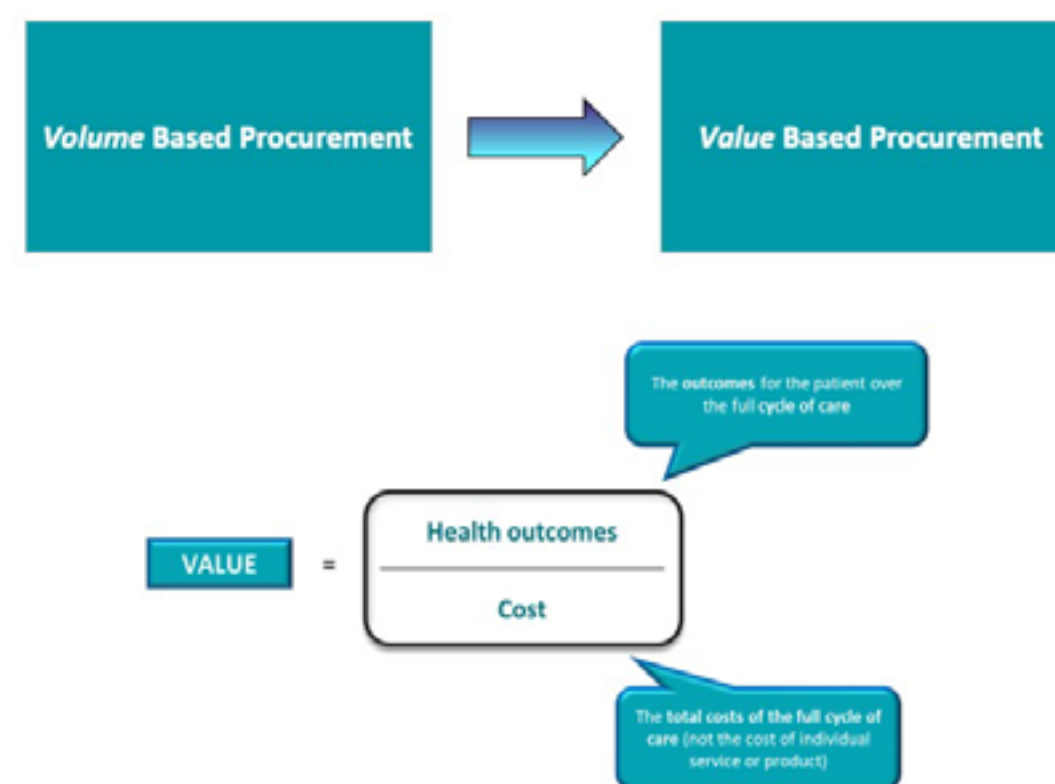 Volume Based Procurement
Value Based Procurement
The outcomes for the patient over
the full cycle of care
Health outcomes
VALUE =
Cost
The total costs of the full cycle of
care (not the cost of individual
service or product)